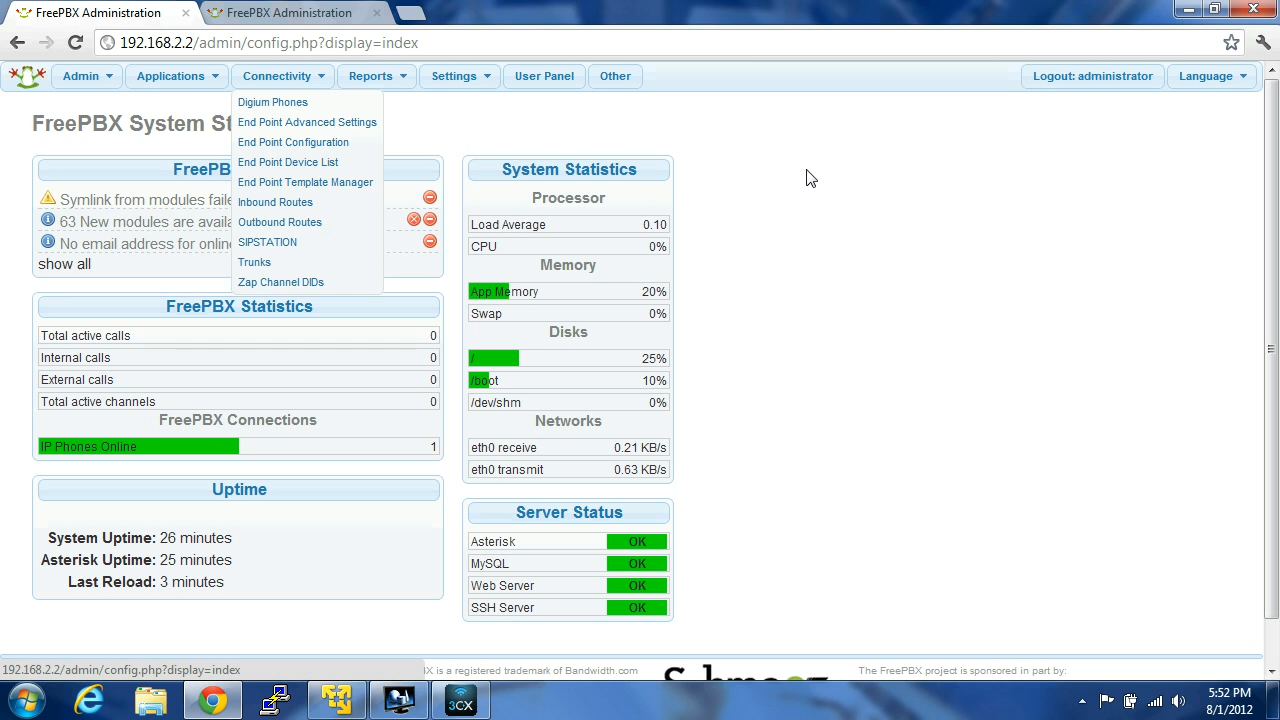 FreePBX Administration
FreePBX Administration
192.168.2.2/admin/config.php?display=index
Admin Applications Connectivity Reports Settings User Panel Other Logout: administrator Language
Digium Phones
End Point Advanced Settings
End Point Configuration
End Point Device List
End Point Template Manager
Inbound Routes
Outbound Routes
SIPSTATION
Trunks
Zap Channel DIDs
FreePBX System St
FreePB
Symlink from modules faile
63 New modules are availa
No email address for onlin
show all
FreePBX Statistics
Total active calls 0
Internal calls 0
External calls 0
Total active channels 0
FreePBX Connections
IP Phones Online 1
Uptime
System Uptime: 26 minutes
Asterisk Uptime: 25 minutes
Last Reload: 3 minutes
System Statistics
Processor
Load Average 0.10
CPU 0%
Memory
App Memory 20%
Swap 0%
Disks
/ 25%
/boot 10%
/dev/shm 0%
Networks
eth0 receive 0.21 KB/s
eth0 transmit 0.63 KB/s
Server Status
Asterisk OK
MySQL OK
Web Server OK
SSH Server OK
192.168.2.2/admin/config.php?display=index
X is a registered trademark of Bandwidth.com
The FreePBX project is sponsored in part by:
3CX
5:52 PM
8/1/2012